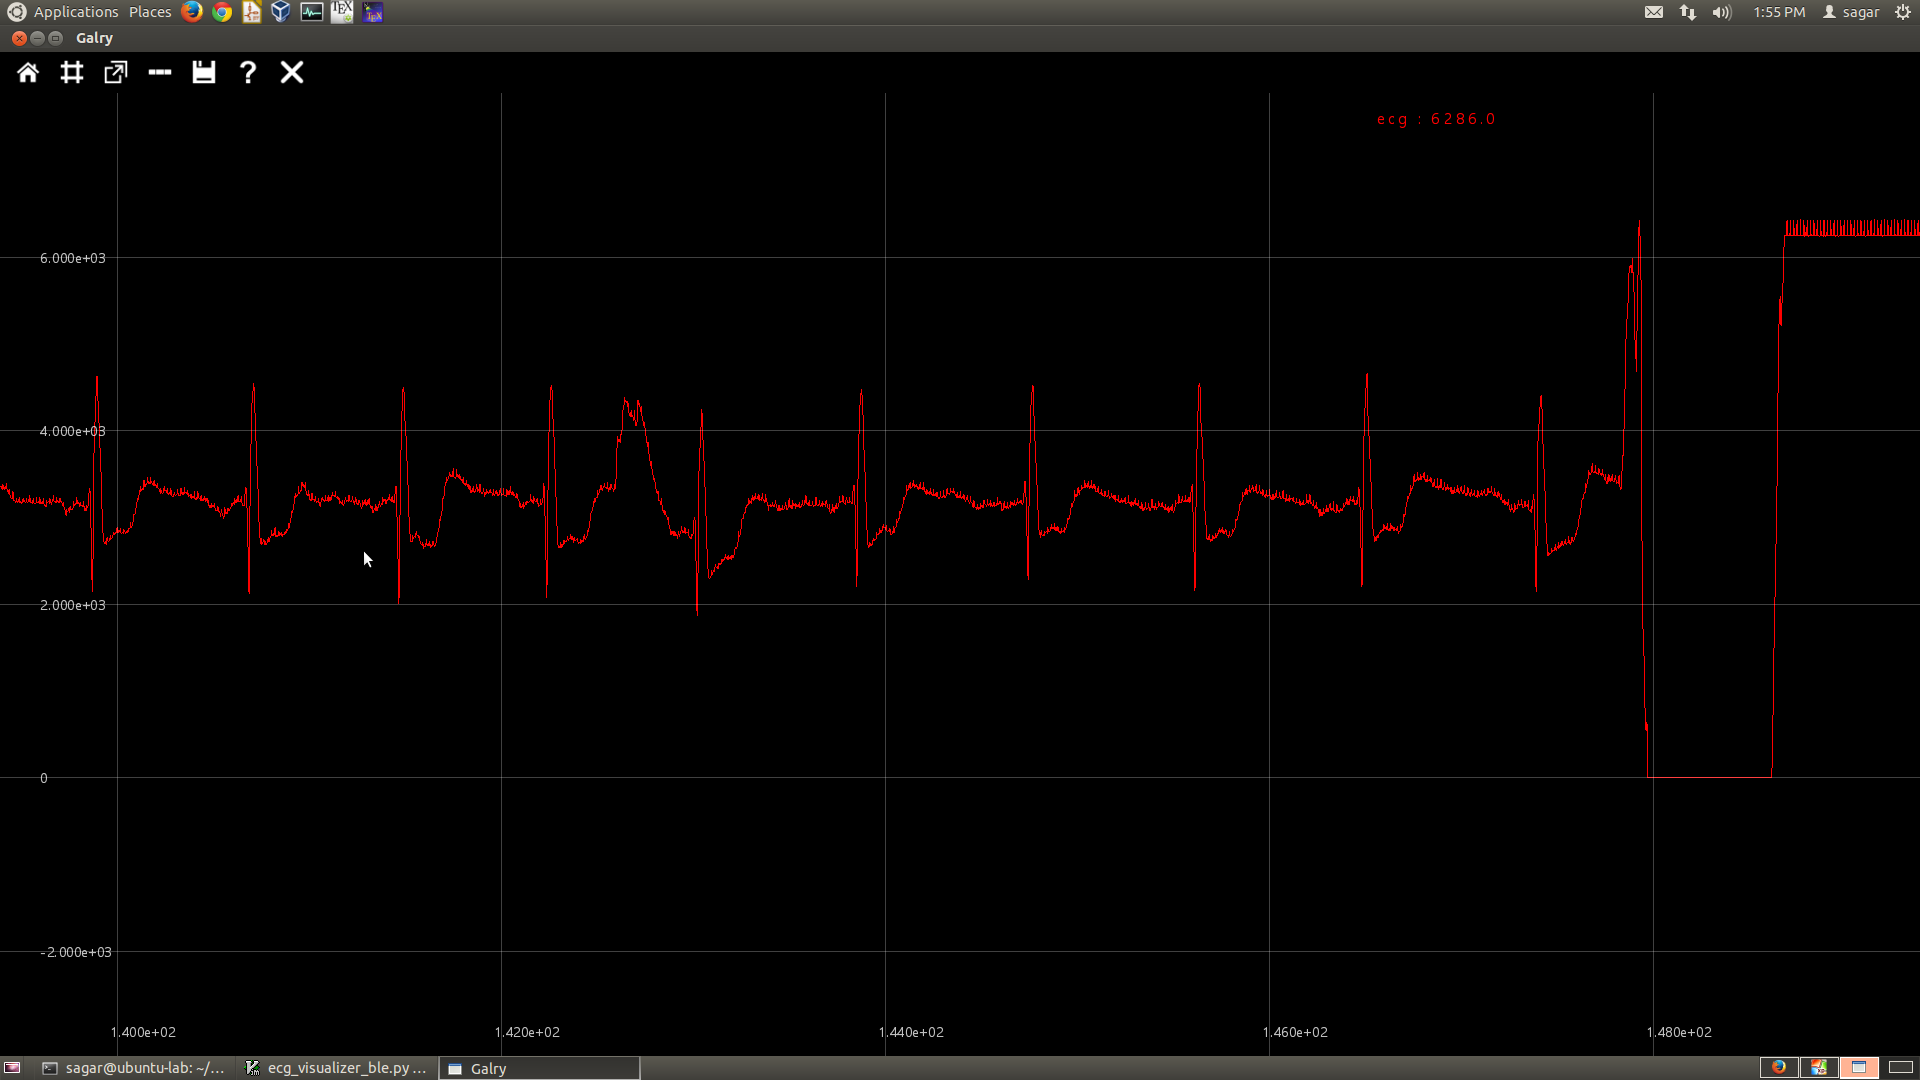 Applications Places 1:55 PM sagar
Galry
ecg : 6286.0
6.000e+03
4.000e+03
2.000e+03
0
-2.000e+03
1.400e+02 1.420e+02 1.440e+02 1.460e+02 1.480e+02
sagar@ubuntu-lab: ~/... ecg_visualizer_ble.py ... Galry